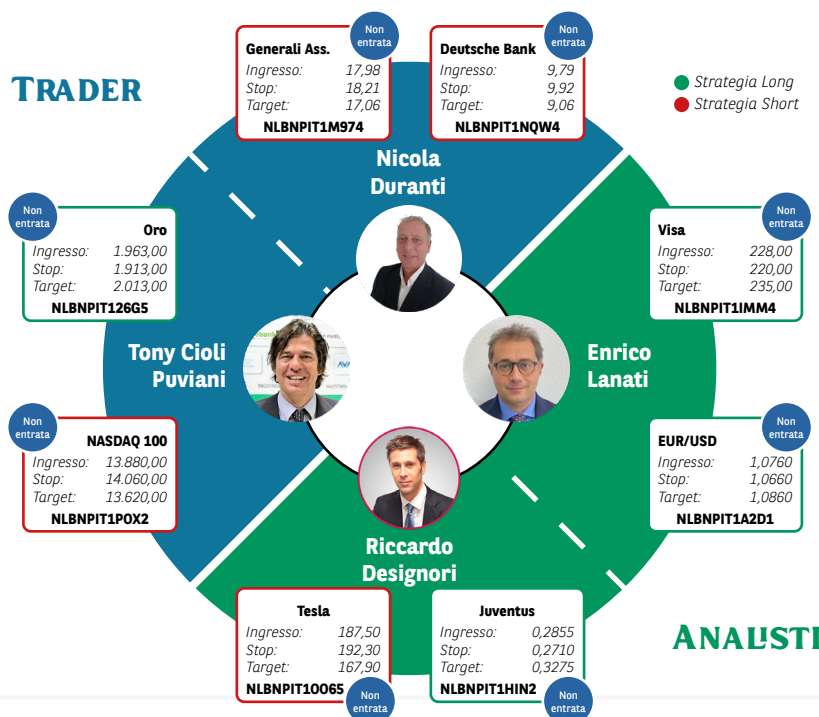 TRADER
Non
entrata
Generali Ass.
Ingresso: 17,98
Stop: 18,21
Target: 17,06
NLBNPIT1M974
Non
entrata
Deutsche Bank
Ingresso: 9,79
Stop: 9,92
Target: 9,06
NLBNPIT1NQW4
Strategia Long
Strategia Short
Nicola
Duranti
Non
entrata
Oro
Ingresso: 1.963,00
Stop: 1.913,00
Target: 2.013,00
NLBNPIT126G5
Non
entrata
Visa
Ingresso: 228,00
Stop: 220,00
Target: 235,00
NLBNPIT1IMM4
Tony Cioli
Puviani
Enrico
Lanati
Non
entrata
NASDAQ 100
Ingresso: 13.880,00
Stop: 14.060,00
Target: 13.620,00
NLBNPIT1POX2
Non
entrata
EUR/USD
Ingresso: 1,0760
Stop: 1,0660
Target: 1,0860
NLBNPIT1A2D1
Riccardo
Designori
Tesla
Ingresso: 187,50
Stop: 192,30
Target: 167,90
NLBNPIT1OO65
Non
entrata
Juventus
Ingresso: 0,2855
Stop: 0,2710
Target: 0,3275
NLBNPIT1HIN2
Non
entrata
ANALISTI